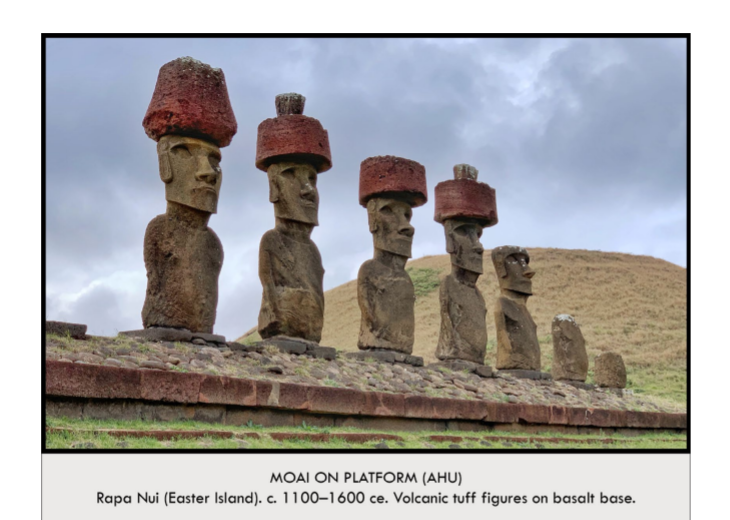 MOAI ON PLATFORM (AHU)
Rapa Nui (Easter Island). c. 1100–1600 ce. Volcanic tuff figures on basalt base.